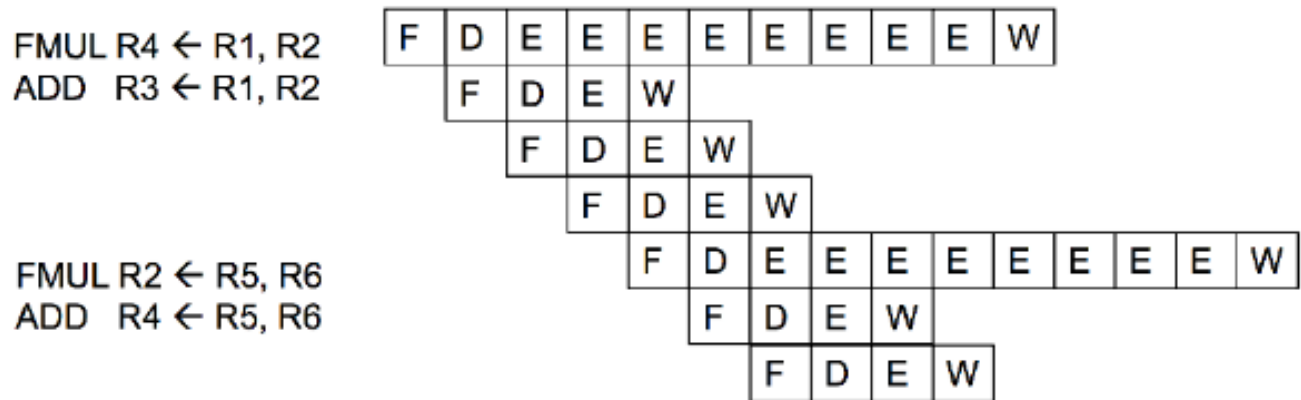 FMUL R4 ← R1, R2 F D E E E E E E E E W
ADD R3 ← R1, R2 F D E W
F D E W
F D E W
FMUL R2 ← R5, R6 F D E E E E E E E E E W
ADD R4 ← R5, R6 F D E W
F D E W